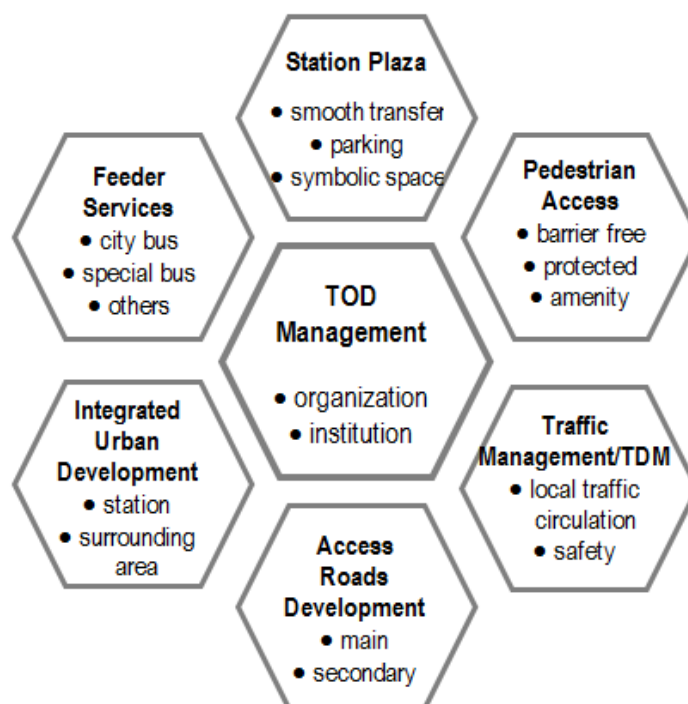 Station Plaza
● smooth transfer
● parking
● symbolic space
Feeder
Services
● city bus
● special bus
● others
Pedestrian
Access
● barrier free
● protected
● amenity
TOD
Management
● organization
● institution
Integrated
Urban
Development
● station
● surrounding
area
Traffic
Management/TDM
● local traffic
circulation
● safety
Access
Roads
Development
● main
● secondary